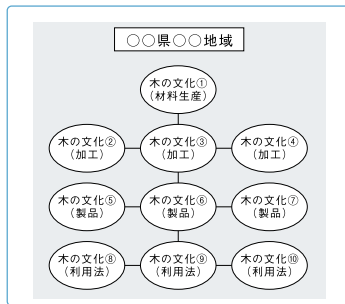 ○○県○○地域
木の文化①
(材料生産)
木の文化②
(加工)
木の文化③
(加工)
木の文化④
(加工)
木の文化⑤
(製品)
木の文化⑥
(製品)
木の文化⑦
(製品)
木の文化⑧
(利用法)
木の文化⑨
(利用法)
木の文化⑩
(利用法)